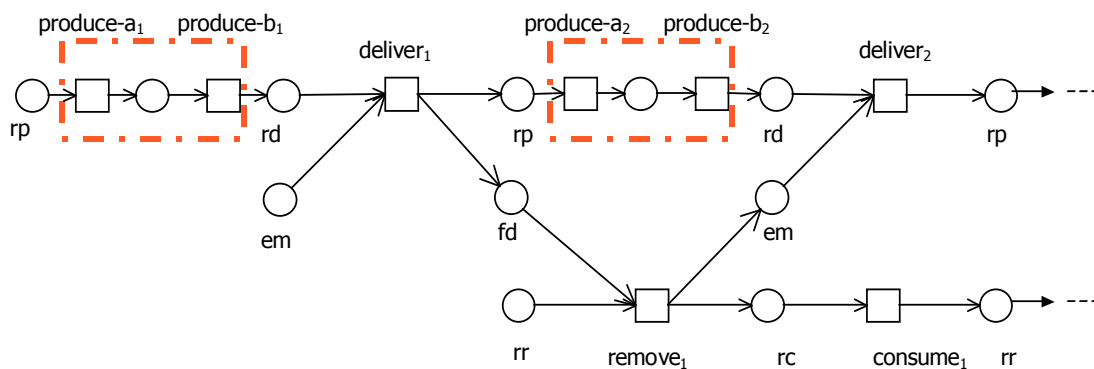 produce-a₁ produce-b₁ produce-a₂ produce-b₂
deliver₁ deliver₂
rp rd rp rd rp
em fd em
rr remove₁ rc consume₁ rr